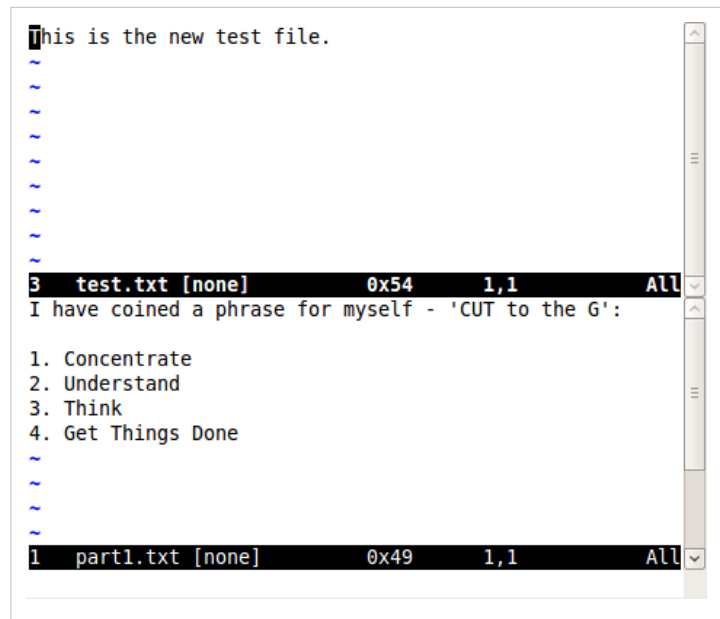 This is the new test file.
~
~
~
~
~
~
~
~
~
3   test.txt [none]          0x54      1,1           All
I have coined a phrase for myself - 'CUT to the G':

1. Concentrate
2. Understand
3. Think
4. Get Things Done
~
~
~
~
1   part1.txt [none]         0x49      1,1           All